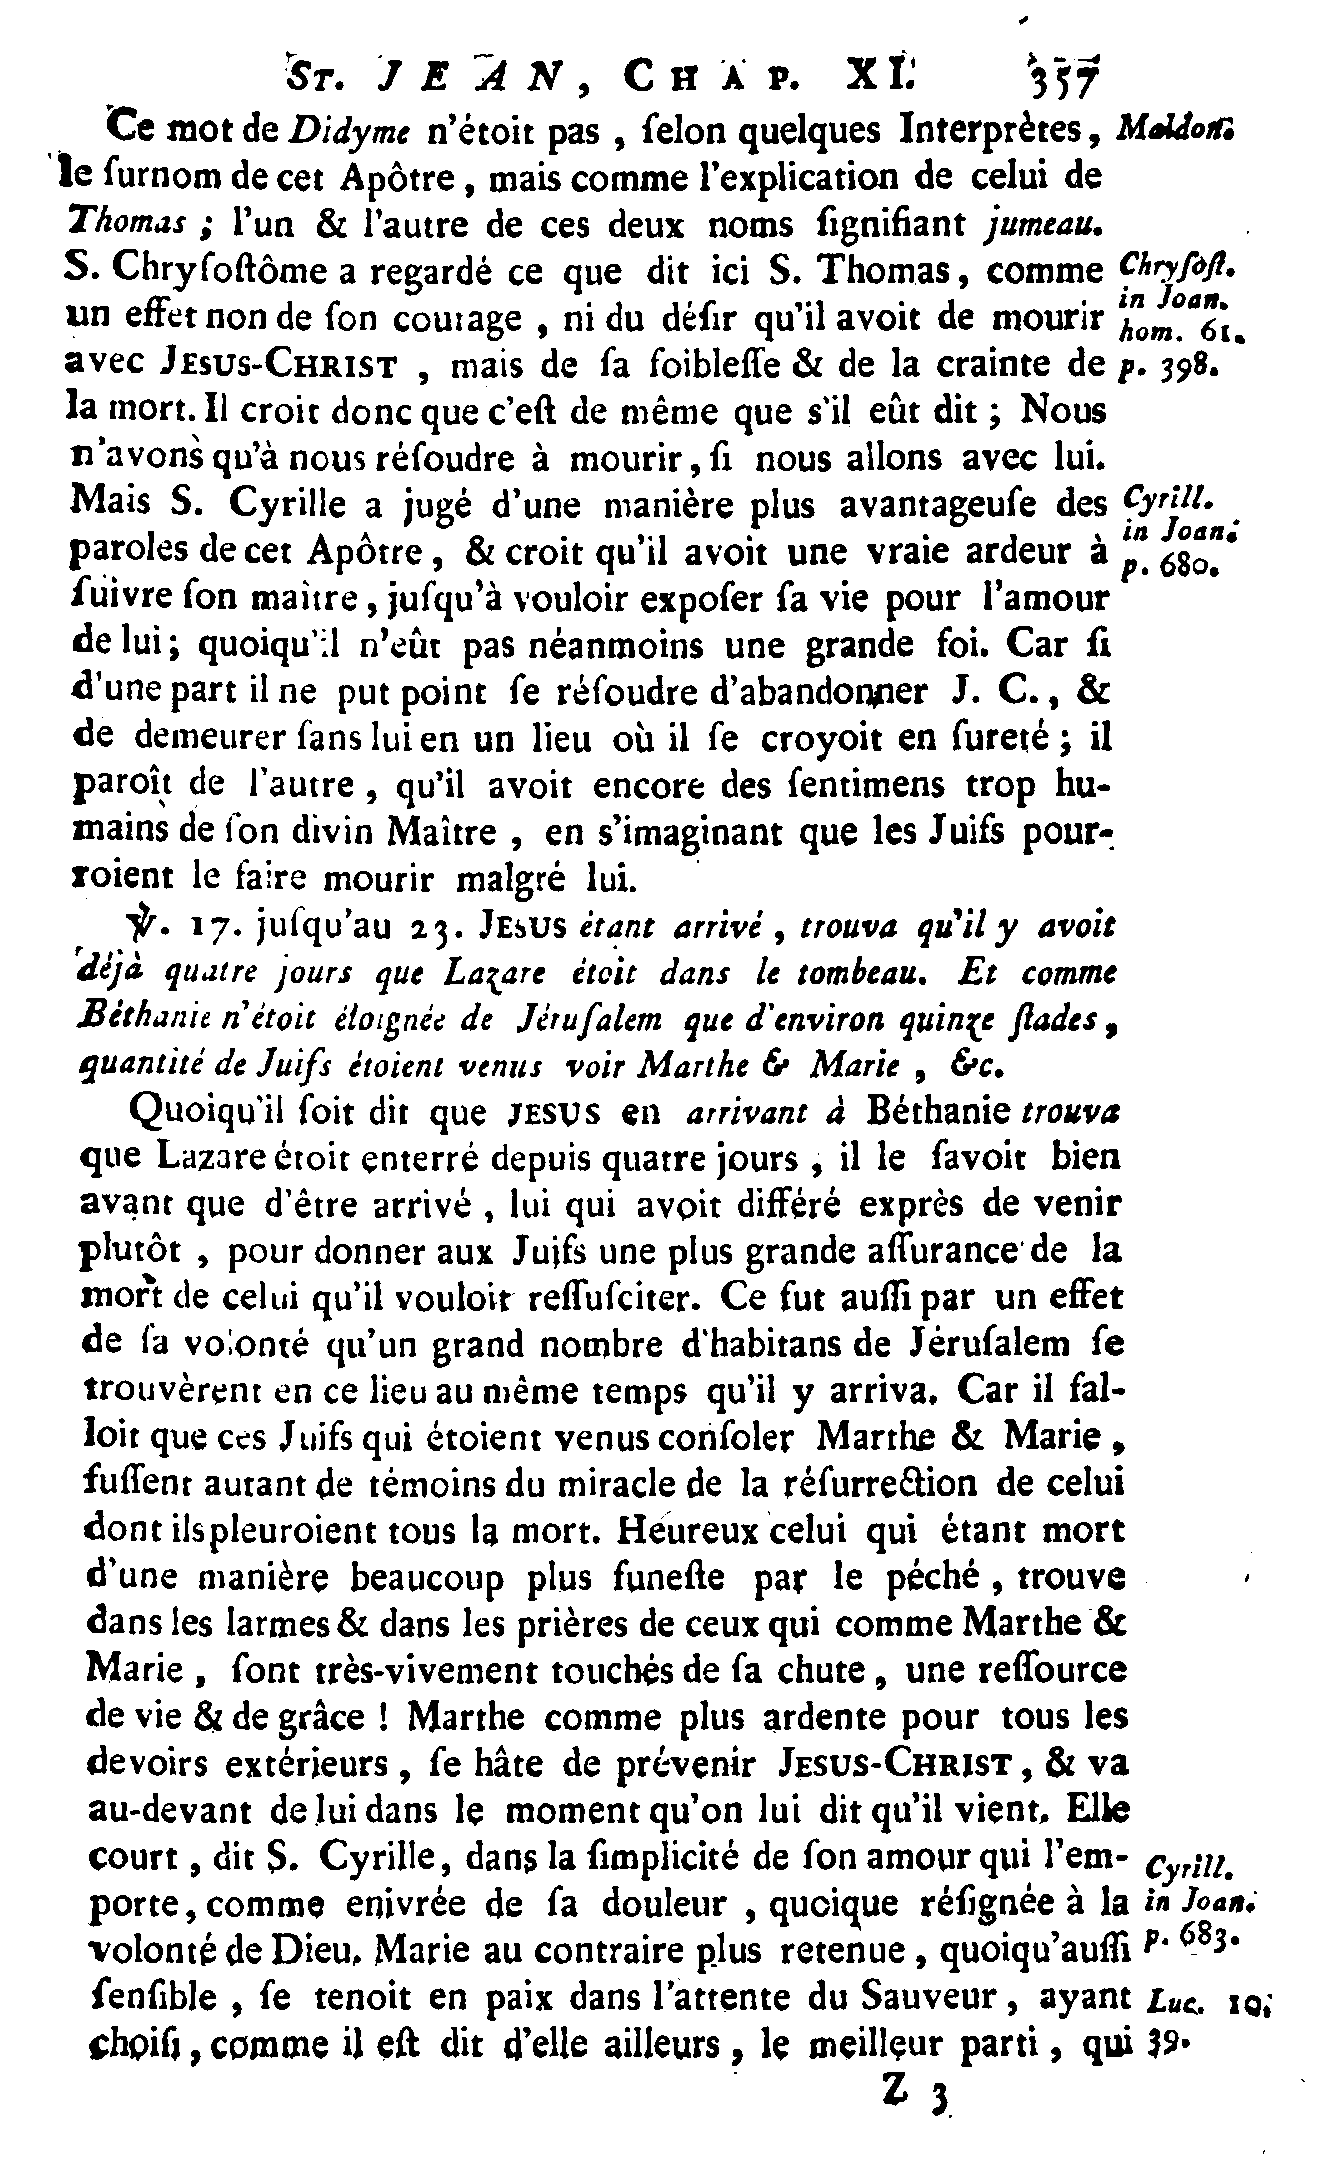 ST. JEAN, CHAP. XI. 357
Ce mot de Didyme n'étoit pas, ſelon quelques Interprètes, Maldon.
le ſurnom de cet Apôtre, mais comme l'explication de celui de
Thomas ; l'un & l'autre de ces deux noms ſignifiant jumeau.
S. Chryſoſtôme a regardé ce que dit ici S. Thomas, comme Chryſoſt.
un effet non de ſon courage, ni du déſir qu'il avoit de mourir in Joan. hom. 61.
avec JESUS-CHRIST, mais de ſa foibleſſe & de la crainte de p. 398.
la mort. Il croit donc que c'eſt de même que s'il eût dit ; Nous
n'avons qu'à nous réſoudre à mourir, ſi nous allons avec lui.
Mais S. Cyrille a jugé d'une manière plus avantageuſe des Cyrill.
paroles de cet Apôtre, & croit qu'il avoit une vraie ardeur à in Joan. p. 680.
ſuivre ſon maître, juſqu'à vouloir expoſer ſa vie pour l'amour
de lui ; quoiqu'il n'eût pas néanmoins une grande foi. Car ſi
d'une part il ne put point ſe réſoudre d'abandonner J. C., &
de demeurer ſans lui en un lieu où il ſe croyoit en ſureté ; il
paroît de l'autre, qu'il avoit encore des ſentimens trop hu-
mains de ſon divin Maître, en s'imaginant que les Juifs pour-
roient le faire mourir malgré lui.
℣. 17. juſqu'au 23. JESUS étant arrivé, trouva qu'il y avoit
déjà quatre jours que Lazare étoit dans le tombeau. Et comme
Béthanie n'étoit éloignée de Jéruſalem que d'environ quinze ſtades,
quantité de Juifs étoient venus voir Marthe & Marie, &c.
Quoiqu'il ſoit dit que JESUS en arrivant à Béthanie trouva
que Lazare étoit enterré depuis quatre jours, il le ſavoit bien
avant que d'être arrivé, lui qui avoit différé exprès de venir
plutôt, pour donner aux Juifs une plus grande aſſurance de la
mort de celui qu'il vouloit reſſuſciter. Ce fut auſſi par un effet
de ſa volonté qu'un grand nombre d'habitans de Jéruſalem ſe
trouvèrent en ce lieu au même temps qu'il y arriva. Car il fal-
loit que ces Juifs qui étoient venus conſoler Marthe & Marie,
fuſſent autant de témoins du miracle de la réſurrection de celui
dont ils pleuroient tous la mort. Heureux celui qui étant mort
d'une manière beaucoup plus funeſte par le péché, trouve
dans les larmes & dans les prières de ceux qui comme Marthe &
Marie, ſont très-vivement touchés de ſa chute, une reſſource
de vie & de grâce ! Marthe comme plus ardente pour tous les
devoirs extérieurs, ſe hâte de prévenir JESUS-CHRIST, & va
au-devant de lui dans le moment qu'on lui dit qu'il vient. Elle
court, dit S. Cyrille, dans la ſimplicité de ſon amour qui l'em- Cyrill.
porte, comme enivrée de ſa douleur, quoique réſignée à la in Joan.
volonté de Dieu. Marie au contraire plus retenue, quoiqu'auſſi p. 683.
ſenſible, ſe tenoit en paix dans l'attente du Sauveur, ayant Luc. 10.
choiſi, comme il eſt dit d'elle ailleurs, le meilleur parti, qui 39.
Z 3